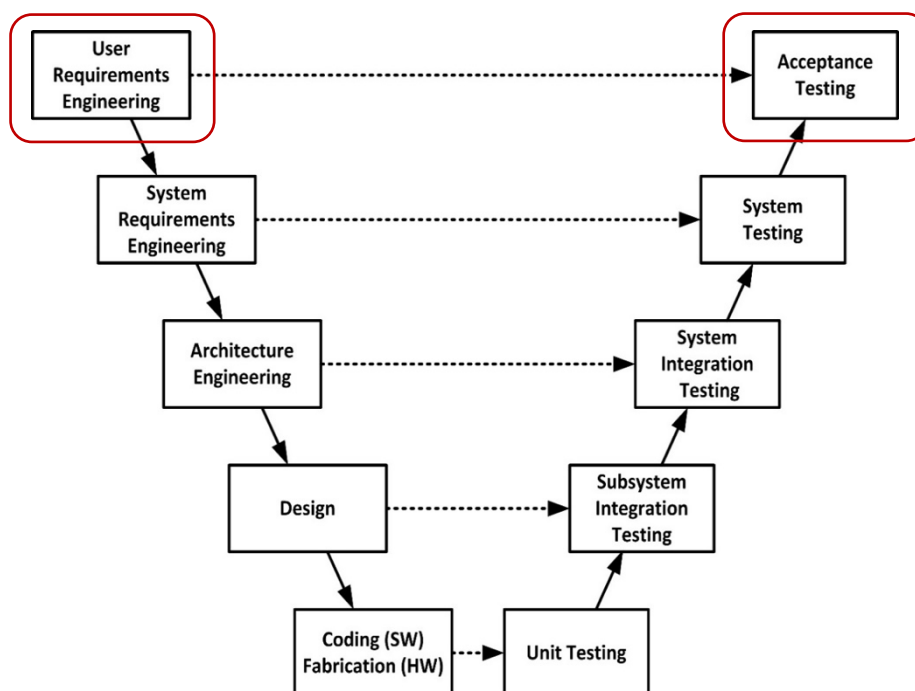 User
Requirements
Engineering
Acceptance
Testing
System
Requirements
Engineering
System
Testing
Architecture
Engineering
System
Integration
Testing
Design
Subsystem
Integration
Testing
Coding (SW)
Fabrication (HW)
Unit Testing